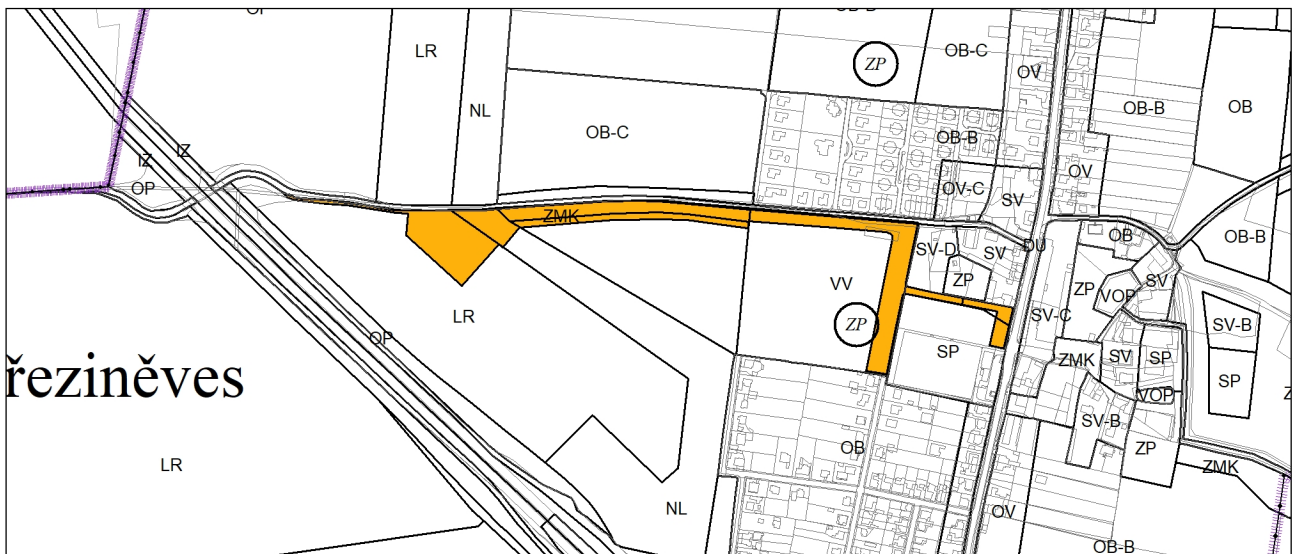 OP
LR
ZP
OB-C
OV
NL
OB-B
OB
OB-C
OB-B
IZ
IZ
OP
OV-C
SV
OV
ZMK
SV-D
SV
DU
OB
OB-B
ZP
VV
ZP
VOP
SV
ZP
LR
SV-C
SV-B
OP
SP
ZMK
SV
SP
SP
řeziněves
VOP
SV-B
LR
OB
ZP
ZMK
NL
OV
OB-B